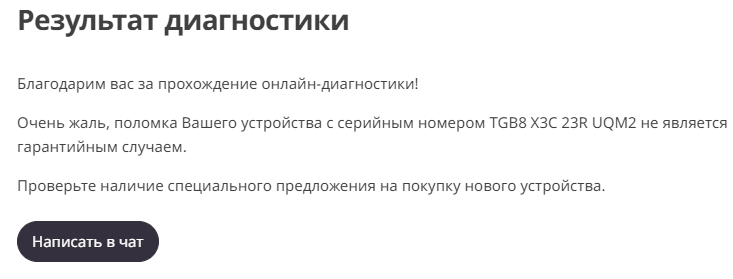 Результат диагностики
Благодарим вас за прохождение онлайн-диагностики!
Очень жаль, поломка Вашего устройства с серийным номером TGB8 X3C 23R UQM2 не является
гарантийным случаем.
Проверьте наличие специального предложения на покупку нового устройства.
Написать в чат